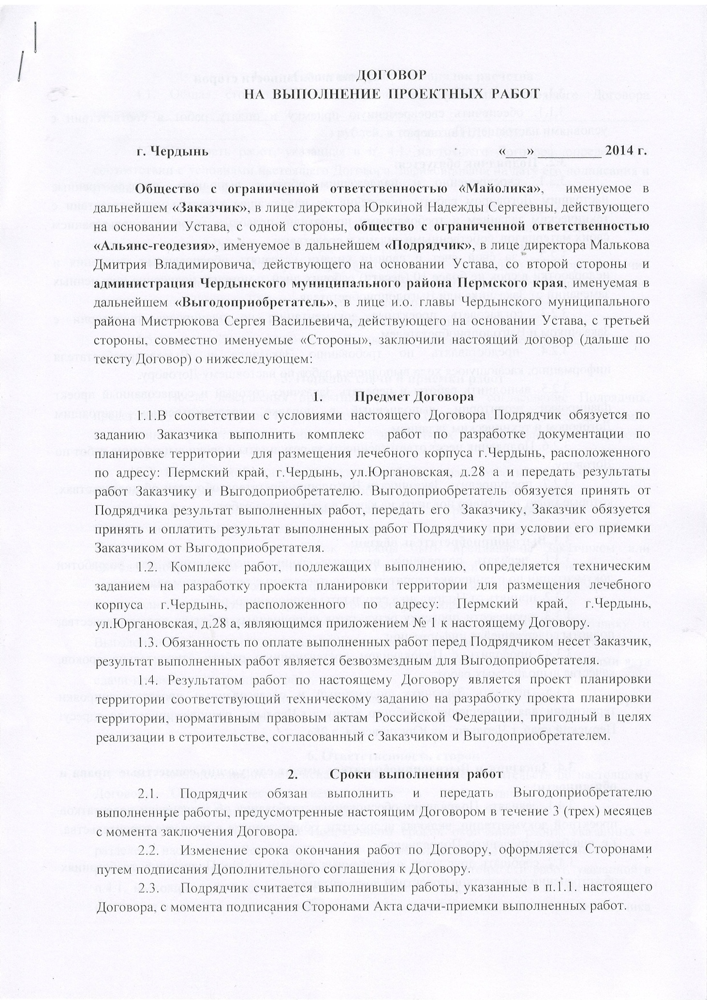 ДОГОВОР
НА ВЫПОЛНЕНИЕ ПРОЕКТНЫХ РАБОТ
г. Чердынь «___» _________ 2014 г.
Общество с ограниченной ответственностью «Майолика», именуемое в
дальнейшем «Заказчик», в лице директора Юркиной Надежды Сергеевны, действующего
на основании Устава, с одной стороны, общество с ограниченной ответственностью
«Альянс-геодезия», именуемое в дальнейшем «Подрядчик», в лице директора Малькова
Дмитрия Владимировича, действующего на основании Устава, со второй стороны и
администрация Чердынского муниципального района Пермского края, именуемая в
дальнейшем «Выгодоприобретатель», в лице и.о. главы Чердынского муниципального
района Мистрюкова Сергея Васильевича, действующего на основании Устава, с третьей
стороны, совместно именуемые «Стороны», заключили настоящий договор (дальше по
тексту Договор) о нижеследующем:
1. Предмет Договора
1.1.В соответствии с условиями настоящего Договора Подрядчик обязуется по
заданию Заказчика выполнить комплекс работ по разработке документации по
планировке территории для размещения лечебного корпуса г.Чердынь, расположенного
по адресу: Пермский край, г.Чердынь, ул.Юргановская, д.28 а и передать результаты
работ Заказчику и Выгодоприобретателю. Выгодоприобретатель обязуется принять от
Подрядчика результат выполненных работ, передать его Заказчику, Заказчик обязуется
принять и оплатить результат выполненных работ Подрядчику при условии его приемки
Заказчиком от Выгодоприобретателя.
1.2. Комплекс работ, подлежащих выполнению, определяется техническим
заданием на разработку проекта планировки территории для размещения лечебного
корпуса г.Чердынь, расположенного по адресу: Пермский край, г.Чердынь,
ул.Юргановская, д.28 а, являющимся приложением № 1 к настоящему Договору.
1.3. Обязанность по оплате выполненных работ перед Подрядчиком несет Заказчик,
результат выполненных работ является безвозмездным для Выгодоприобретателя.
1.4. Результатом работ по настоящему Договору является проект планировки
территории соответствующий техническому заданию на разработку проекта планировки
территории, нормативным правовым актам Российской Федерации, пригодный в целях
реализации в строительстве, согласованный с Заказчиком и Выгодоприобретателем.
2. Сроки выполнения работ
2.1. Подрядчик обязан выполнить и передать Выгодоприобретателю
выполненные работы, предусмотренные настоящим Договором в течение 3 (трех) месяцев
с момента заключения Договора.
2.2. Изменение срока окончания работ по Договору, оформляется Сторонами
путем подписания Дополнительного соглашения к Договору.
2.3. Подрядчик считается выполнившим работы, указанные в п.1.1. настоящего
Договора, с момента подписания Сторонами Акта сдачи-приемки выполненных работ.